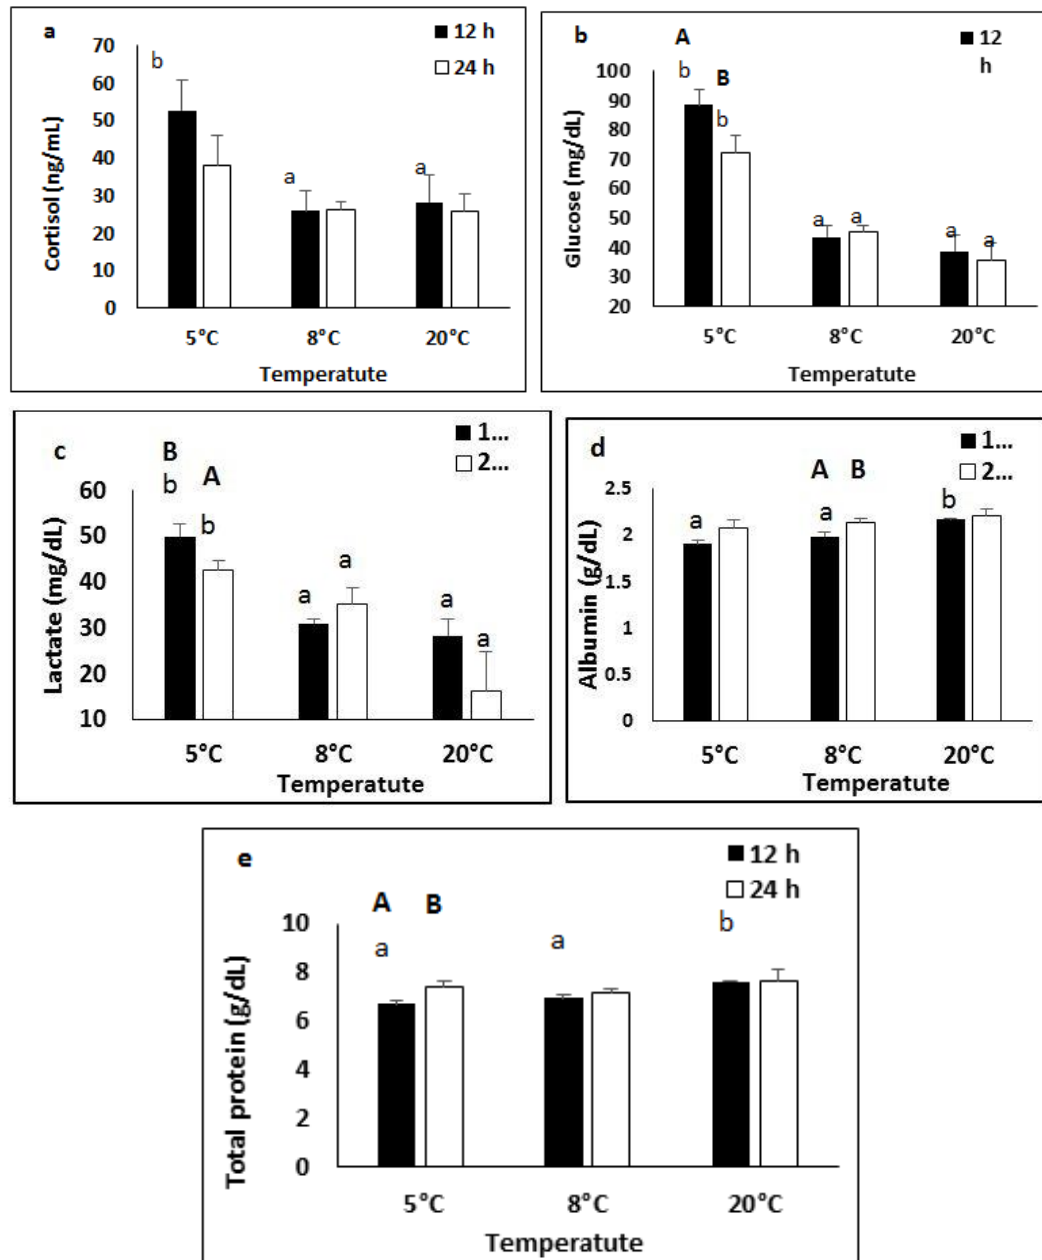 a
12 h
24 h
70
60
50
40
30
20
10
0
Cortisol (ng/mL)
b
a
a
5°C 8°C 20°C
Temperatute
b
A
12
h
B
100
90
80
70
60
50
40
30
20
Glucose (mg/dL)
b
b
a a
a a
5°C 8°C 20°C
Temperatute
c
B
A
1...
2...
60
50
40
30
20
10
Lactate (mg/dL)
b
b
a
a
a
a
5°C 8°C 20°C
Temperatute
d
A B
1...
2...
2.5
2
1.5
1
0.5
0
Albumin (g/dL)
a
a
b
5°C 8°C 20°C
Temperatute
e
12 h
24 h
A B
10
8
6
4
2
0
Total protein (g/dL)
a
a
b
5°C 8°C 20°C
Temperatute